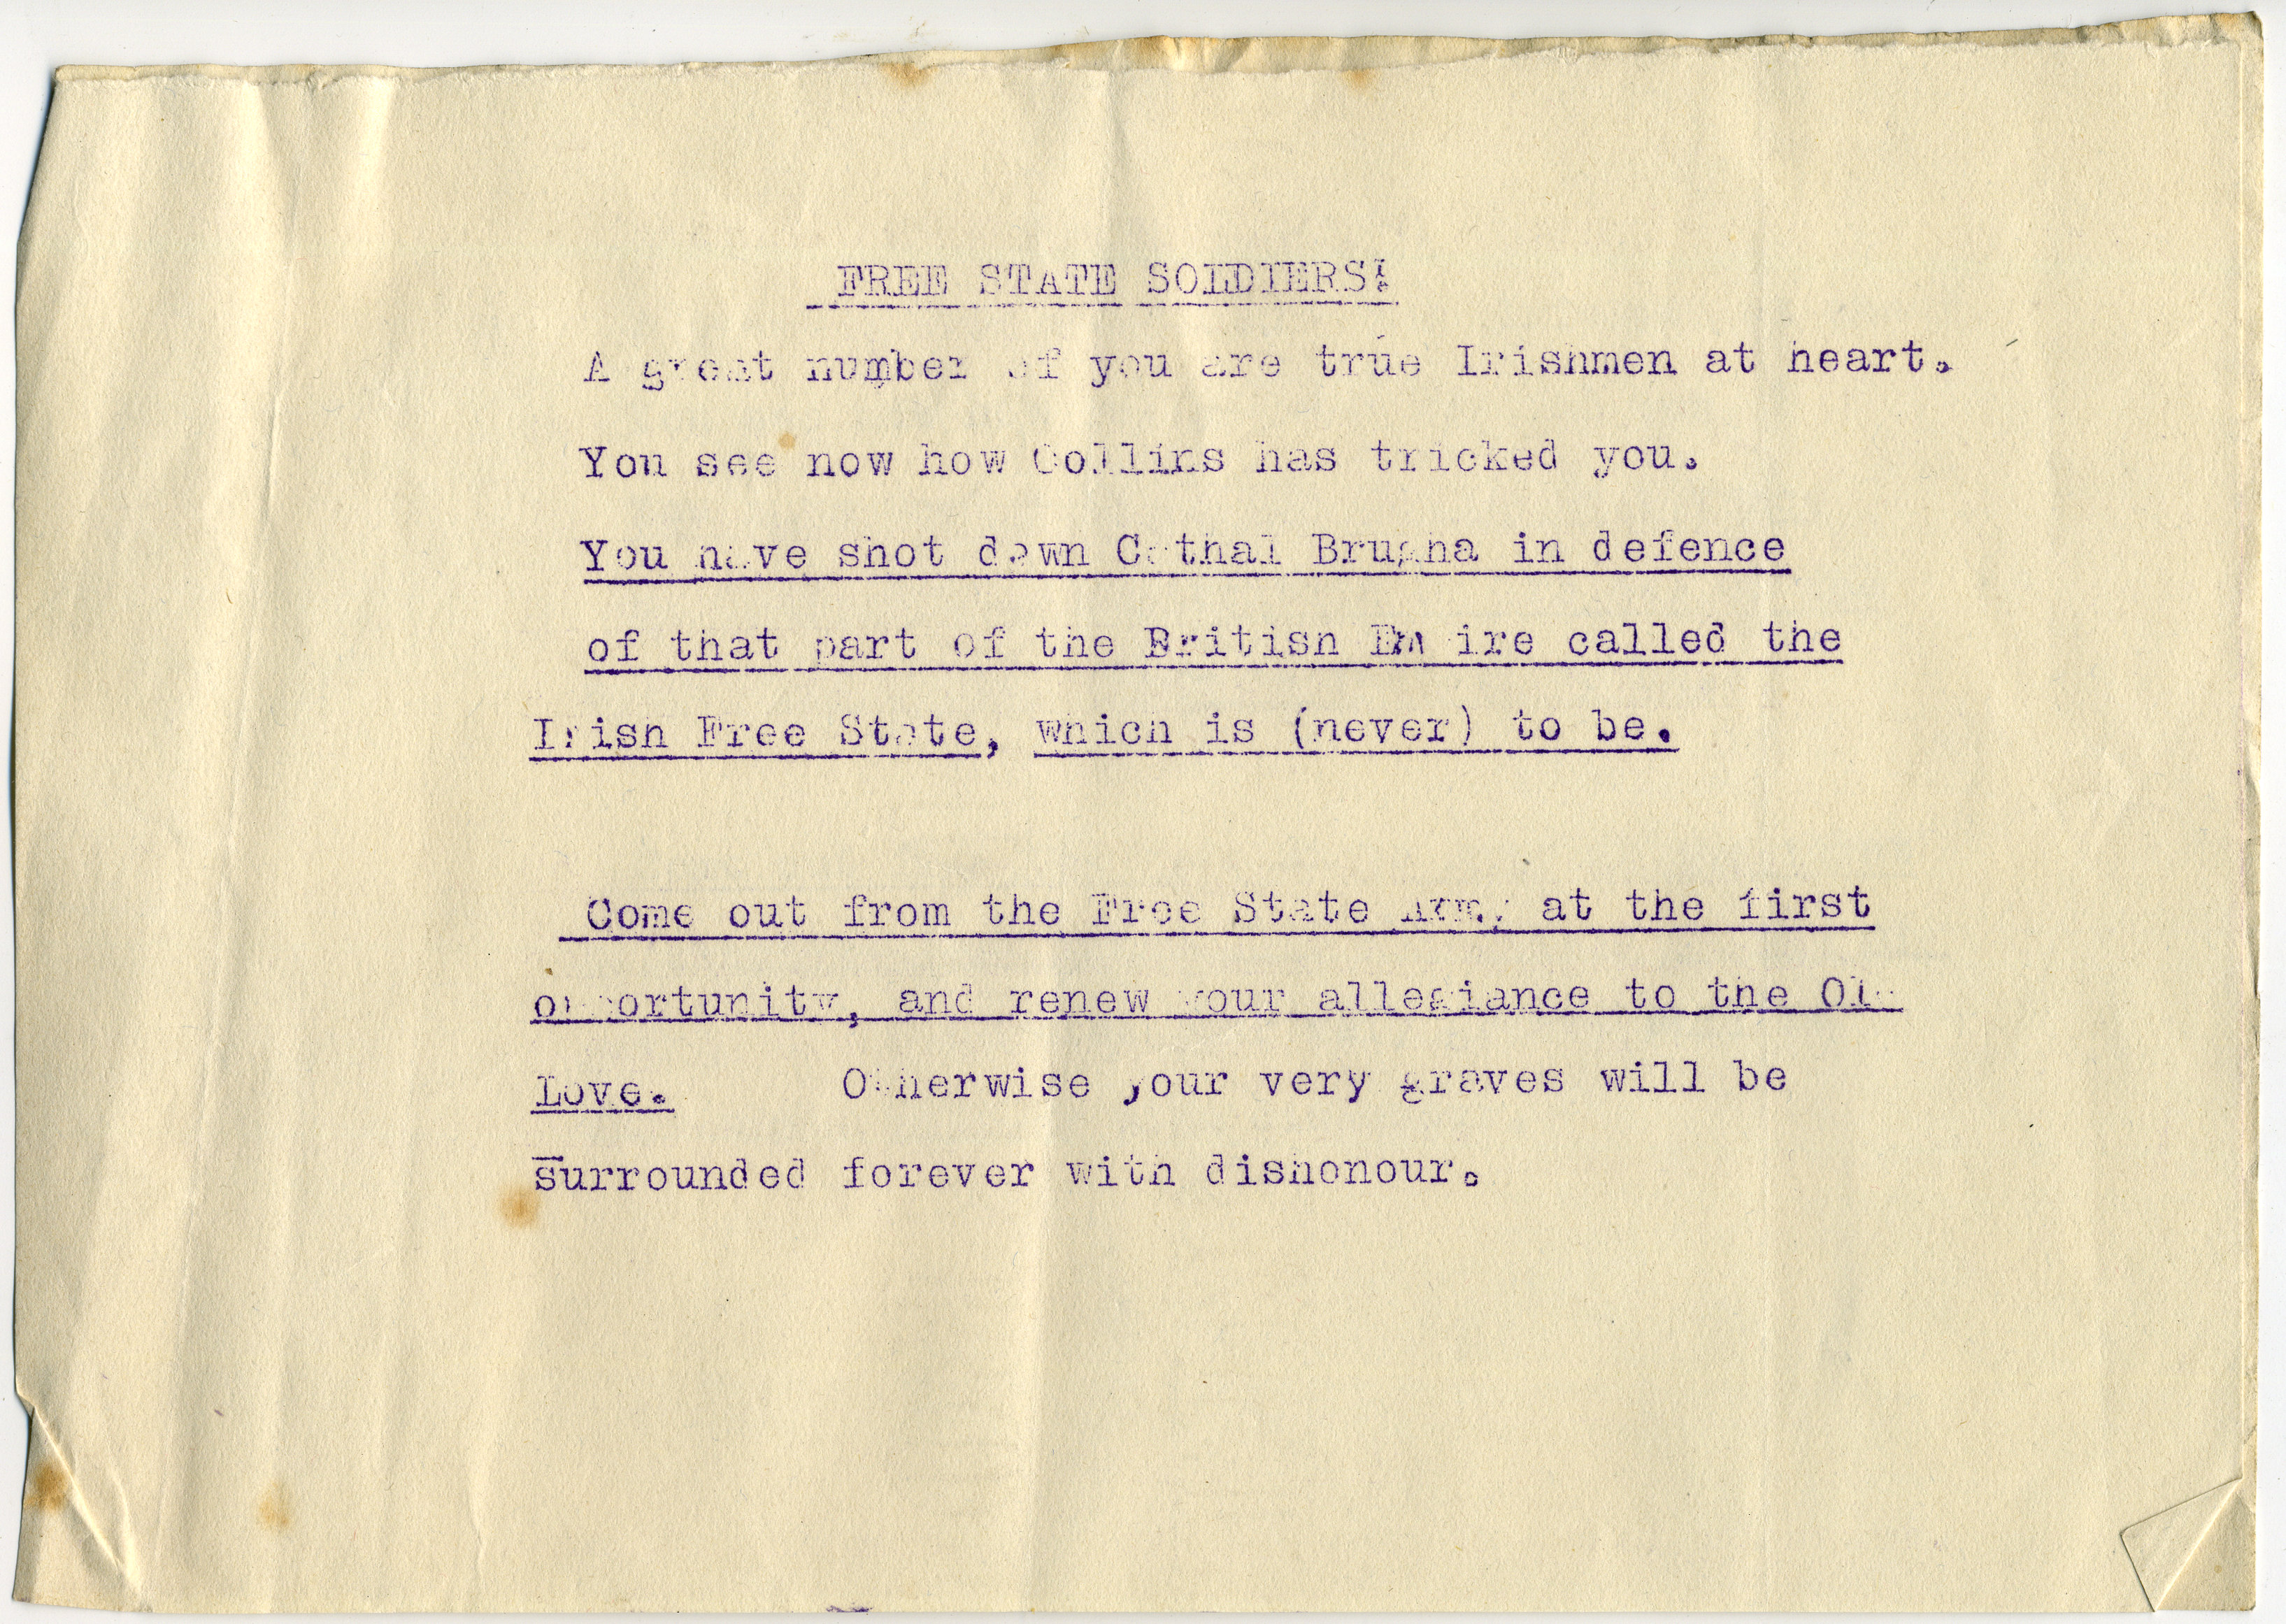 FREE STATE SOLDIERS!
A great number of you are true Irishmen at heart.
You see now how Collins has tricked you.
You have shot down Cathal Brugha in defence
of that part of the British Empire called the
Irish Free State, which is (never) to be.
Come out from the Free State Army at the first
opportunity, and renew your allegiance to the Old
Love. Otherwise your very graves will be
surrounded forever with dishonour.